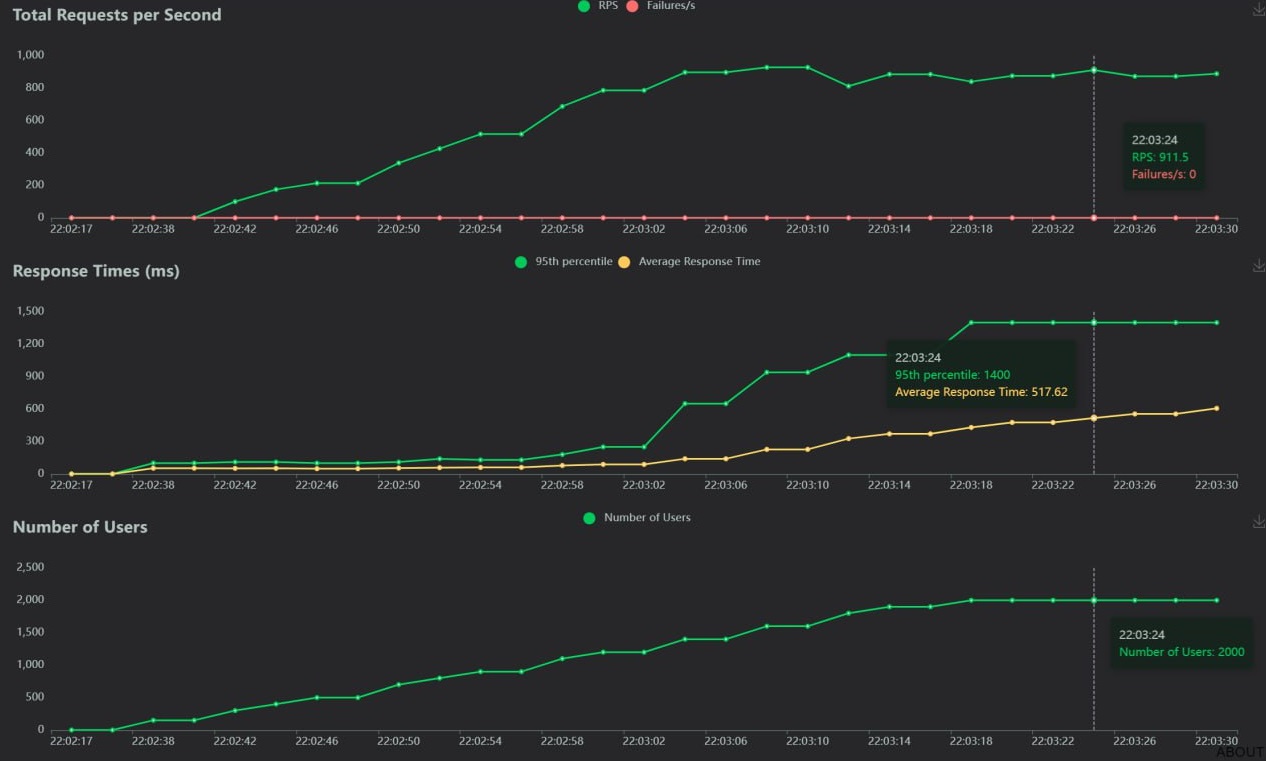 Total Requests per Second
RPS Failures/s
1,000
800
600
400
200
0
22:03:24
RPS: 911.5
Failures/s: 0
22:02:17 22:02:38 22:02:42 22:02:46 22:02:50 22:02:54 22:02:58 22:03:02 22:03:06 22:03:10 22:03:14 22:03:18 22:03:22 22:03:26 22:03:30
Response Times (ms)
95th percentile Average Response Time
1,500
1,200
900
600
300
0
22:03:24
95th percentile: 1400
Average Response Time: 517.62
22:02:17 22:02:38 22:02:42 22:02:46 22:02:50 22:02:54 22:02:58 22:03:02 22:03:06 22:03:10 22:03:14 22:03:18 22:03:22 22:03:26 22:03:30
Number of Users
Number of Users
2,500
2,000
1,500
1,000
500
0
22:03:24
Number of Users: 2000
22:02:17 22:02:38 22:02:42 22:02:46 22:02:50 22:02:54 22:02:58 22:03:02 22:03:06 22:03:10 22:03:14 22:03:18 22:03:22 22:03:26 22:03:30
ABOUT